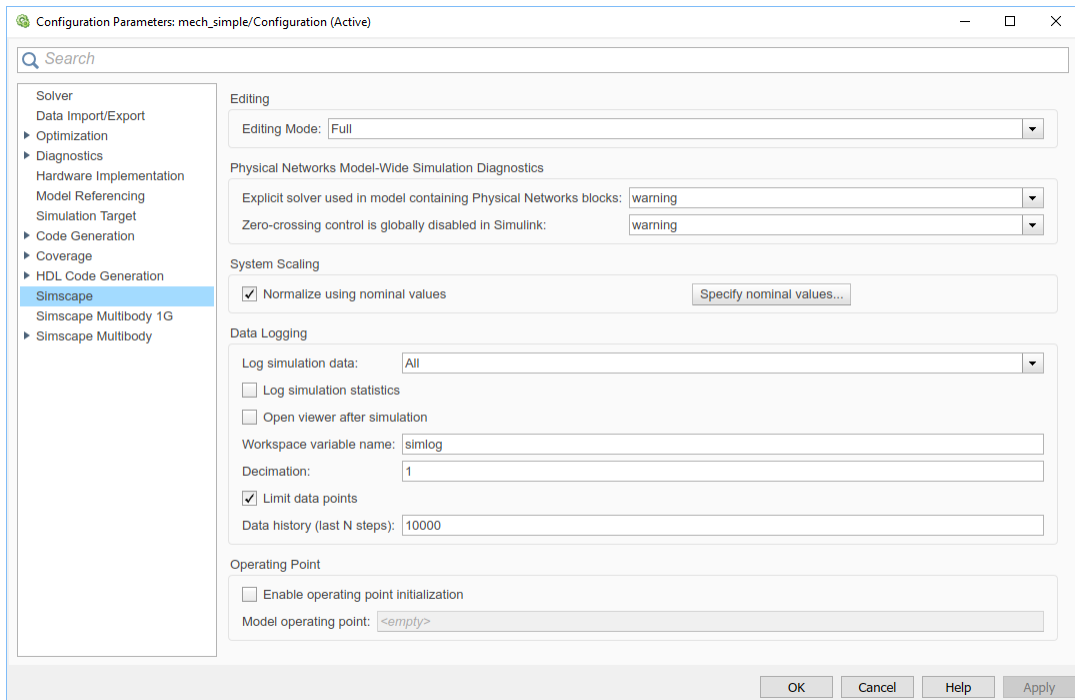 Configuration Parameters: mech_simple/Configuration (Active)
Search
Solver
Data Import/Export
Optimization
Diagnostics
Hardware Implementation
Model Referencing
Simulation Target
Code Generation
Coverage
HDL Code Generation
Simscape
Simscape Multibody 1G
Simscape Multibody
Editing
Editing Mode: Full
Physical Networks Model-Wide Simulation Diagnostics
Explicit solver used in model containing Physical Networks blocks: warning
Zero-crossing control is globally disabled in Simulink: warning
System Scaling
Normalize using nominal values Specify nominal values...
Data Logging
Log simulation data: All
Log simulation statistics
Open viewer after simulation
Workspace variable name: simlog
Decimation: 1
Limit data points
Data history (last N steps): 10000
Operating Point
Enable operating point initialization
Model operating point: <empty>
OK Cancel Help Apply